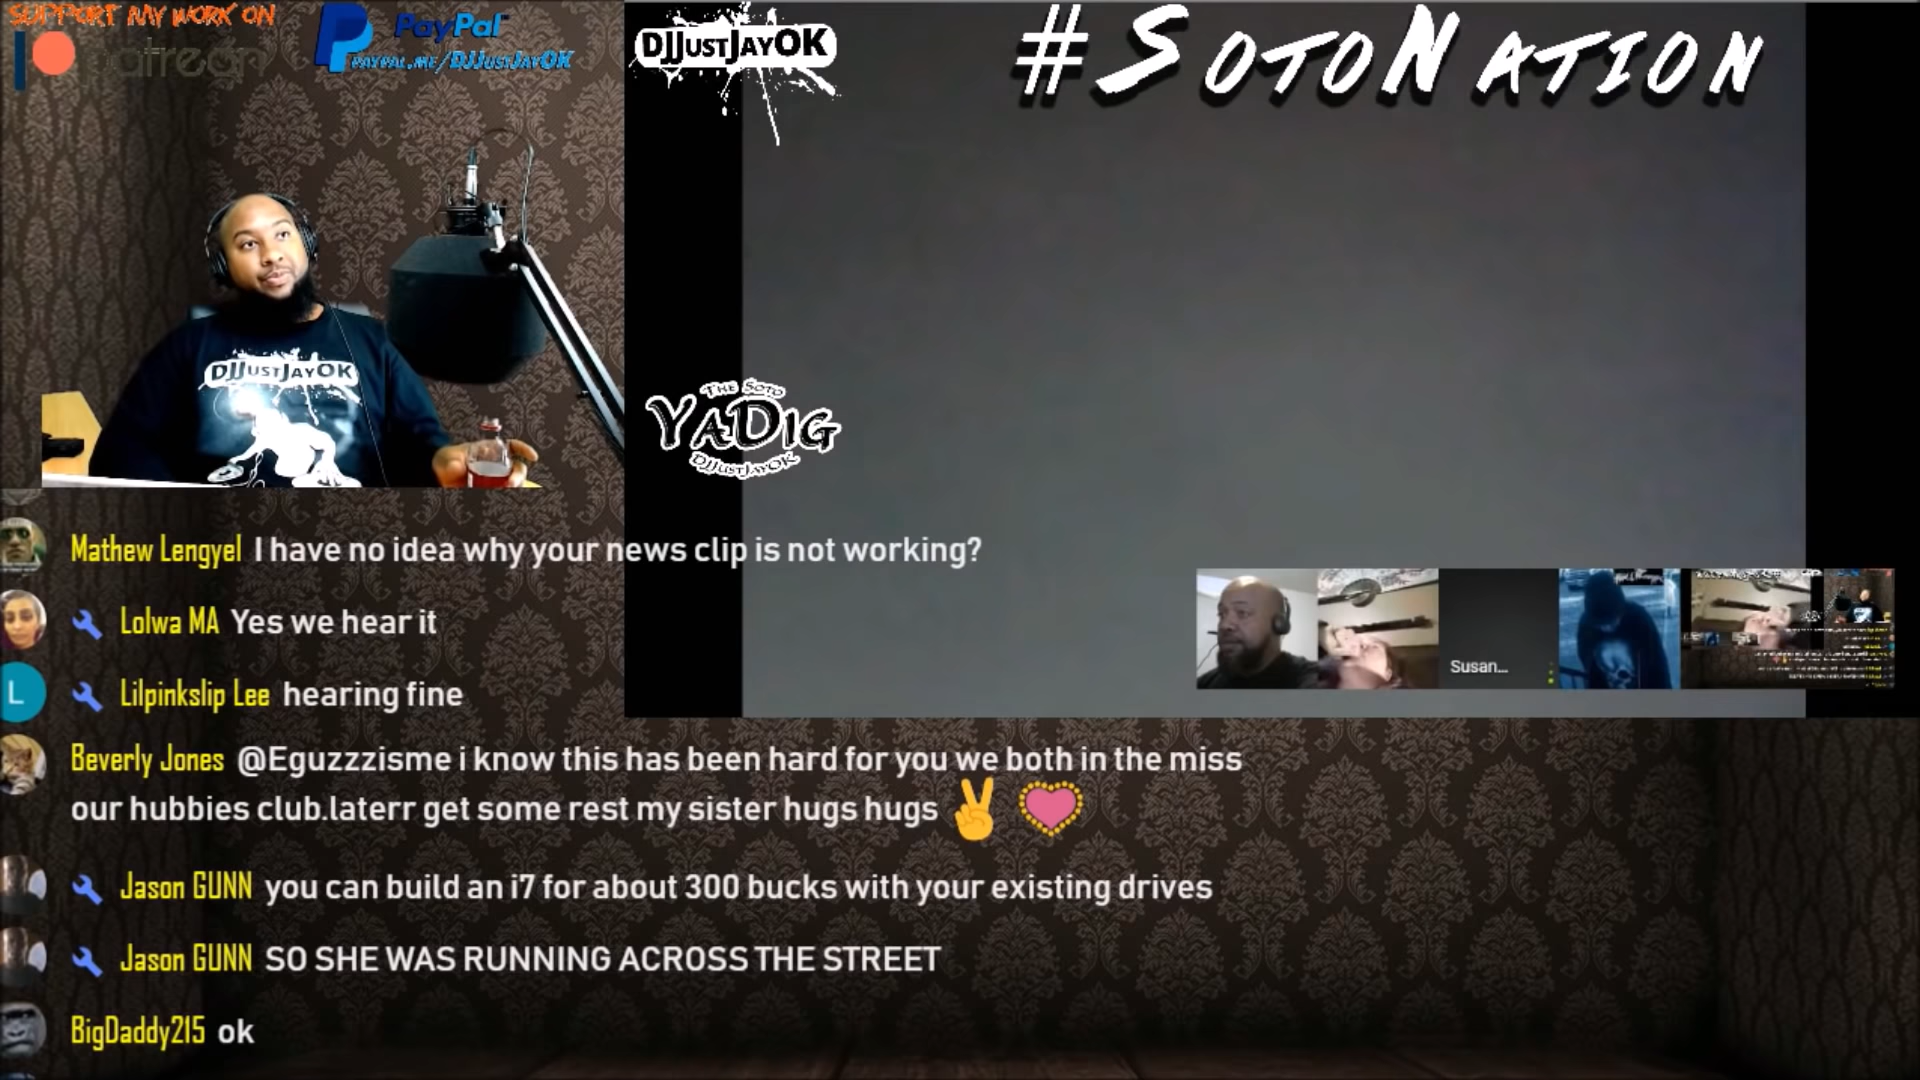 SUPPORT MY WORK ON
patreon
PayPal
PAYPAL.ME/DJJUSTJAYOK
DJJUSTJAYOK
#SOTONATION
DJJUSTJAYOK
THE SOTO
YADIG
DJJUSTJAYOK
Mathew Lengyel I have no idea why your news clip is not working?
Lolwa MA Yes we hear it
Susan...
L
Lilpinkslip Lee hearing fine
Beverly Jones @Eguzzzisme i know this has been hard for you we both in the miss
our hubbies club.laterr get some rest my sister hugs hugs ✌ 💟
Jason GUNN you can build an i7 for about 300 bucks with your existing drives
Jason GUNN SO SHE WAS RUNNING ACROSS THE STREET
BigDaddy215 ok